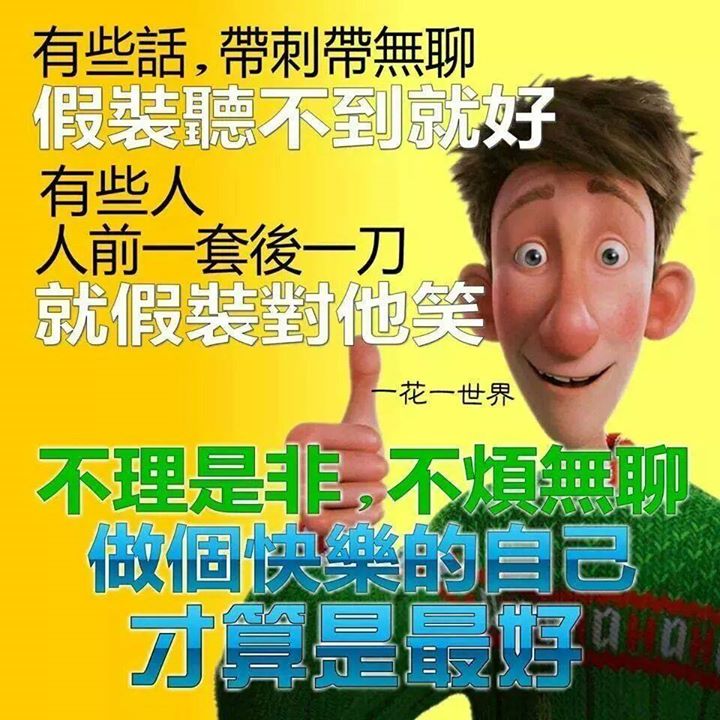 有些話，帶刺帶無聊
假裝聽不到就好
有些人
人前一套後一刀
就假裝對他笑
一花一世界
不理是非，不煩無聊
做個快樂的自己
才算是最好